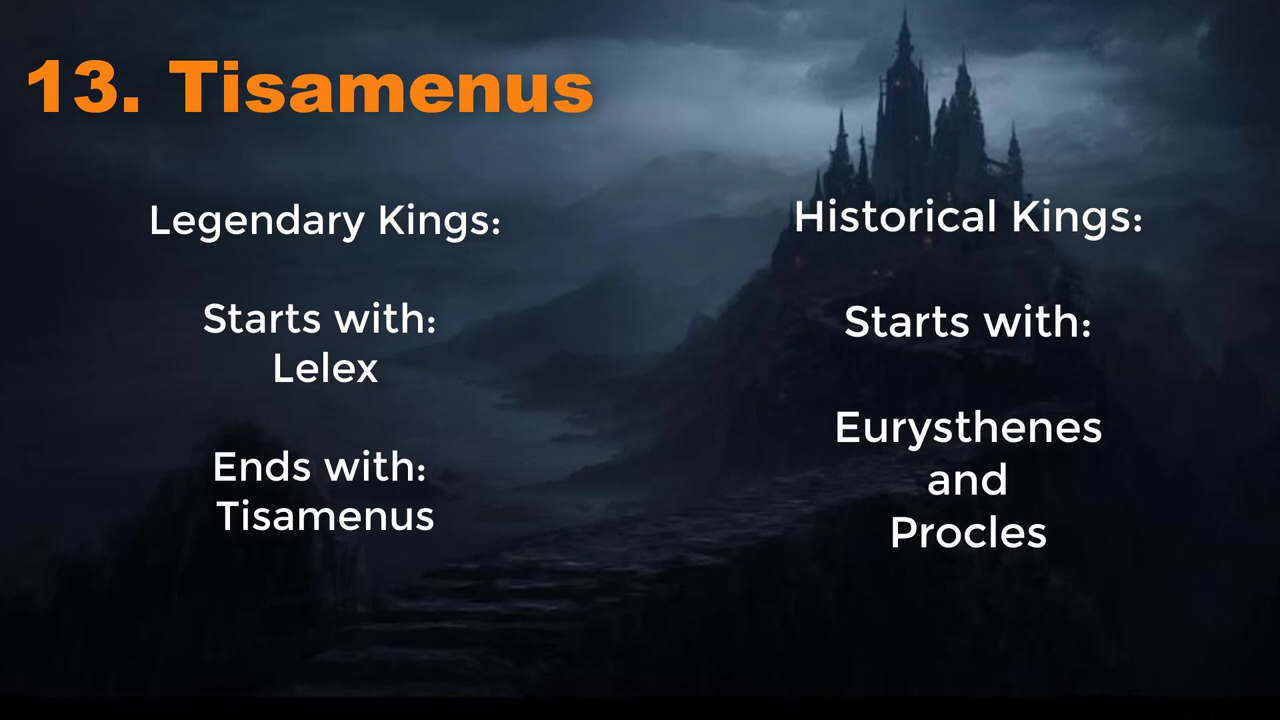 13. Tisamenus
Legendary Kings:
Starts with:
Lelex
Ends with:
Tisamenus
Historical Kings:
Starts with:
Eurysthenes
and
Procles